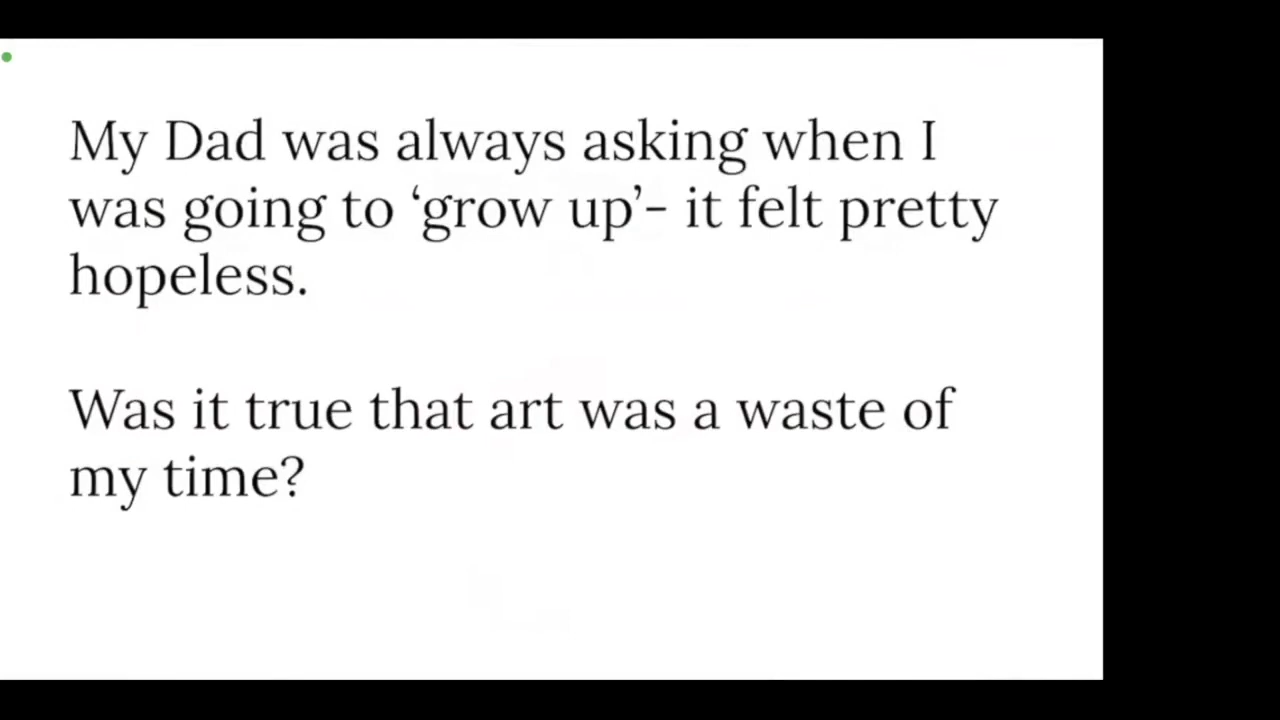 My Dad was always asking when I
was going to ‘grow up’- it felt pretty
hopeless.
Was it true that art was a waste of
my time?